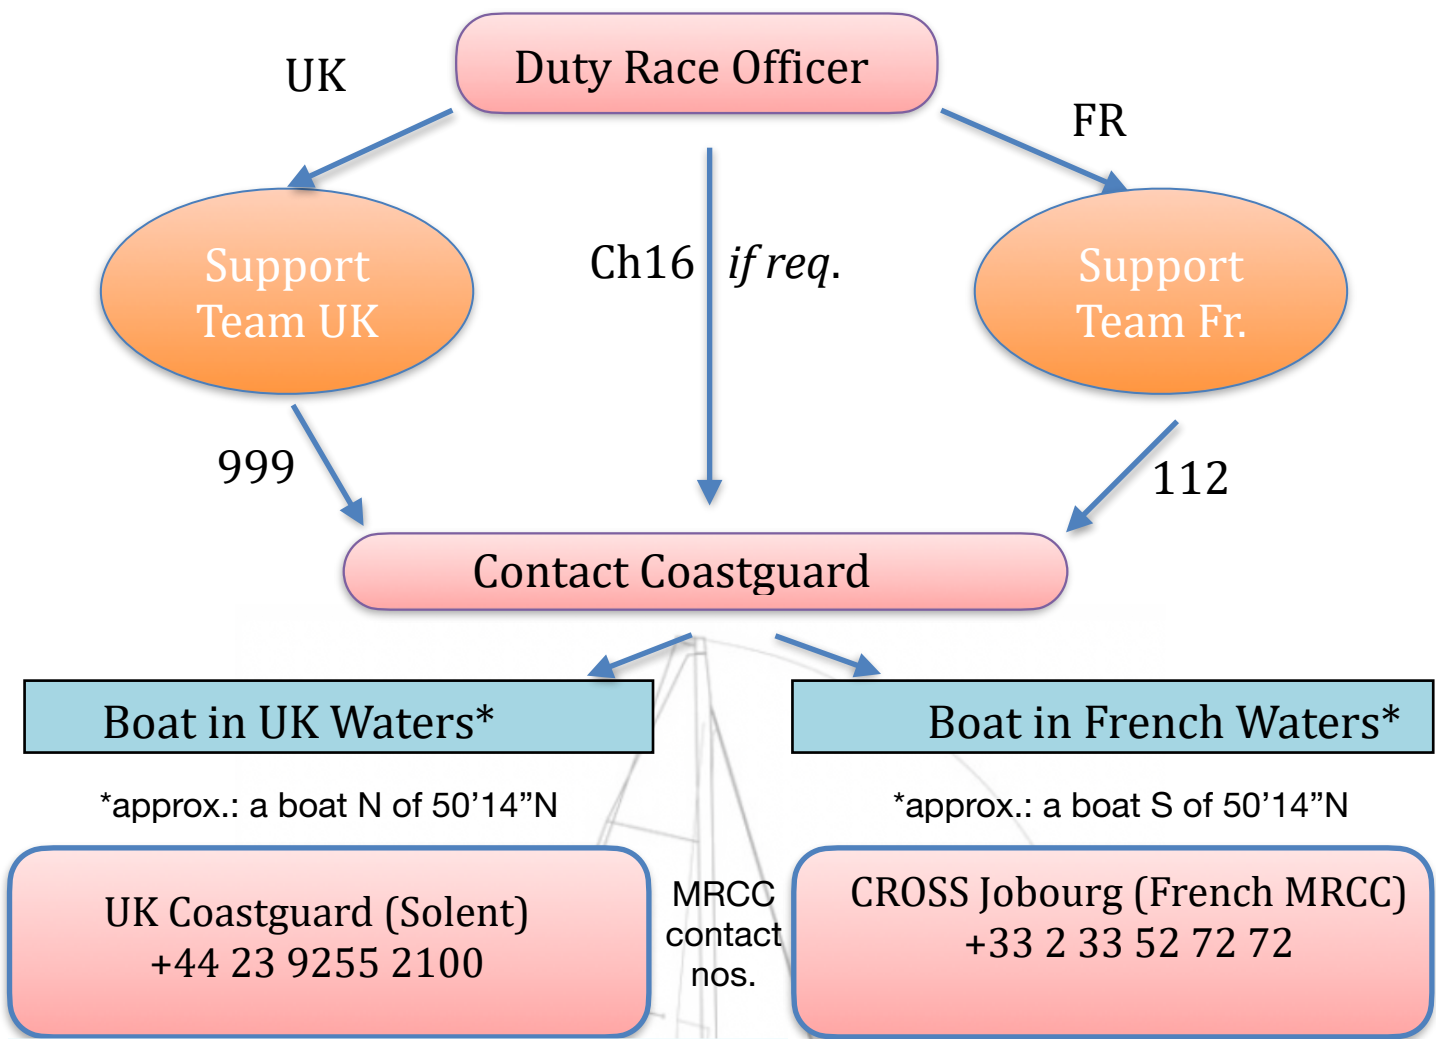 Duty Race Officer
UK
FR
Support
Team UK
Ch16 if req.
Support
Team Fr.
999
112
Contact Coastguard
Boat in UK Waters*
Boat in French Waters*
*approx.: a boat N of 50’14”N
*approx.: a boat S of 50’14”N
UK Coastguard (Solent)
+44 23 9255 2100
MRCC
contact
nos.
CROSS Jobourg (French MRCC)
+33 2 33 52 72 72